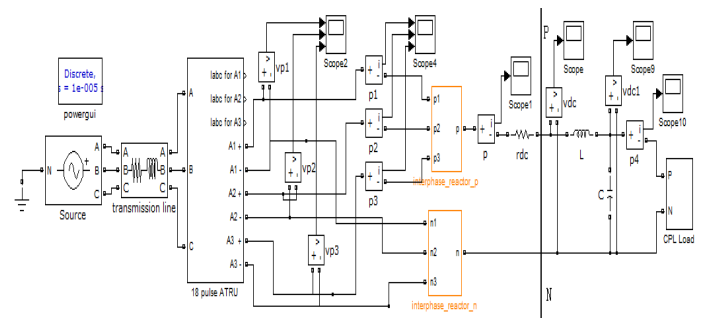 Discrete,
s = 1e-005 s
powergui
N
A
B
C
Source
A
B
C
A
B
C
transmission line
A
B
C
Iabc for A1
Iabc for A2
Iabc for A3
A1 +
A1 -
A2 +
A2 -
A3 +
A3 -
18 pulse ATRU
vp1
vp2
vp3
Scope2
p1
p2
p3
Scope4
p1
p2
p3
p
interphase_reactor_p
n1
n2
n3
n
interphase_reactor_n
p
Scope1
rdc
P
N
vdc
Scope
L
vdc1
Scope9
C
p4
Scope10
P
N
CPL Load